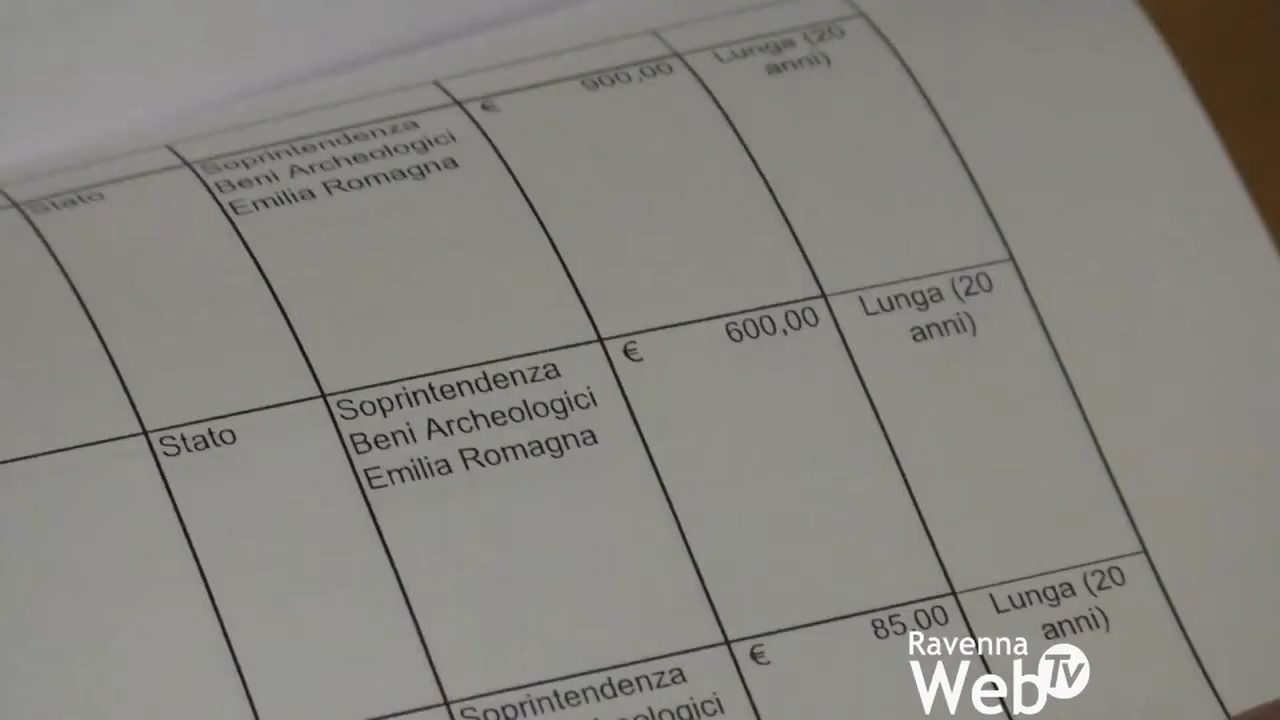 Stato
Soprintendenza
Beni Archeologici
Emilia Romagna
€ 900,00
Lunga (20
anni)
Stato
Soprintendenza
Beni Archeologici
Emilia Romagna
€ 600,00
Lunga (20
anni)
Soprintendenza
€ 85,00
Lunga (20
anni)
Ravenna
Web Tv